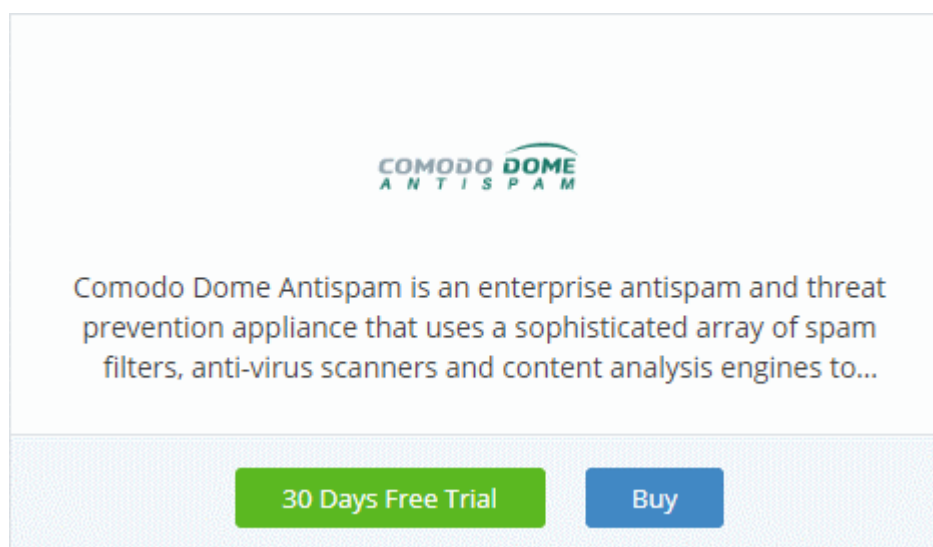 COMODO DOME
ANTISPAM
Comodo Dome Antispam is an enterprise antispam and threat
prevention appliance that uses a sophisticated array of spam
filters, anti-virus scanners and content analysis engines to...
30 Days Free Trial
Buy